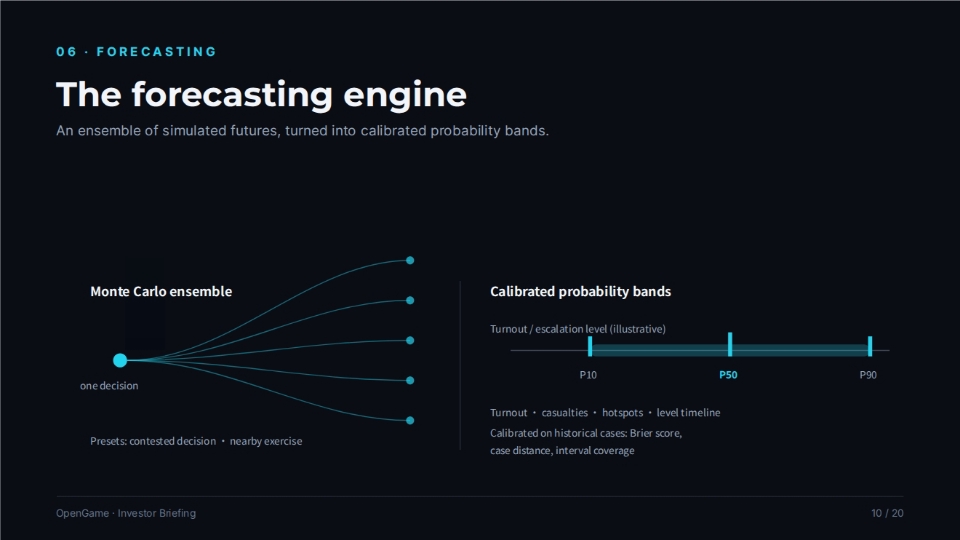 06 · FORECASTING
The forecasting engine
An ensemble of simulated futures, turned into calibrated probability bands.
Monte Carlo ensemble
one decision
Presets: contested decision • nearby exercise
Calibrated probability bands
Turnout / escalation level (illustrative)
P10
P50
P90
Turnout • casualties • hotspots • level timeline
Calibrated on historical cases: Brier score,
case distance, interval coverage
OpenGame · Investor Briefing
10 / 20